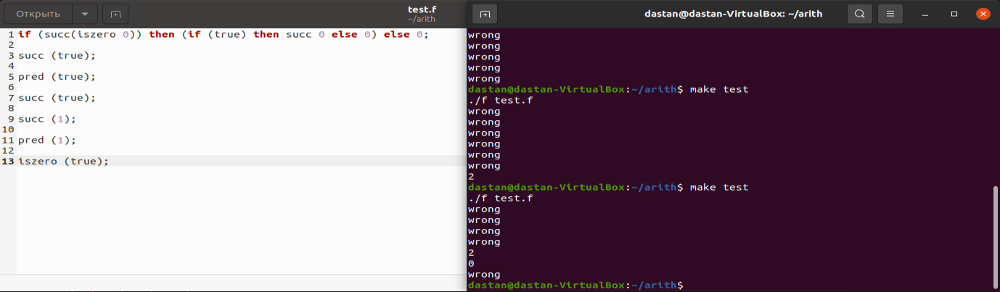 Открыть
test.f
~/arith
1 if (succ(iszero 0)) then (if (true) then succ 0 else 0) else 0;
2
3 succ (true);
4
5 pred (true);
6
7 succ (true);
8
9 succ (1);
10
11 pred (1);
12
13 iszero (true);
dastan@dastan-VirtualBox: ~/arith
wrong
wrong
wrong
wrong
wrong
dastan@dastan-VirtualBox:~/arith$ make test
./f test.f
wrong
wrong
wrong
wrong
wrong
wrong
2
dastan@dastan-VirtualBox:~/arith$ make test
./f test.f
wrong
wrong
wrong
wrong
2
0
wrong
dastan@dastan-VirtualBox:~/arith$